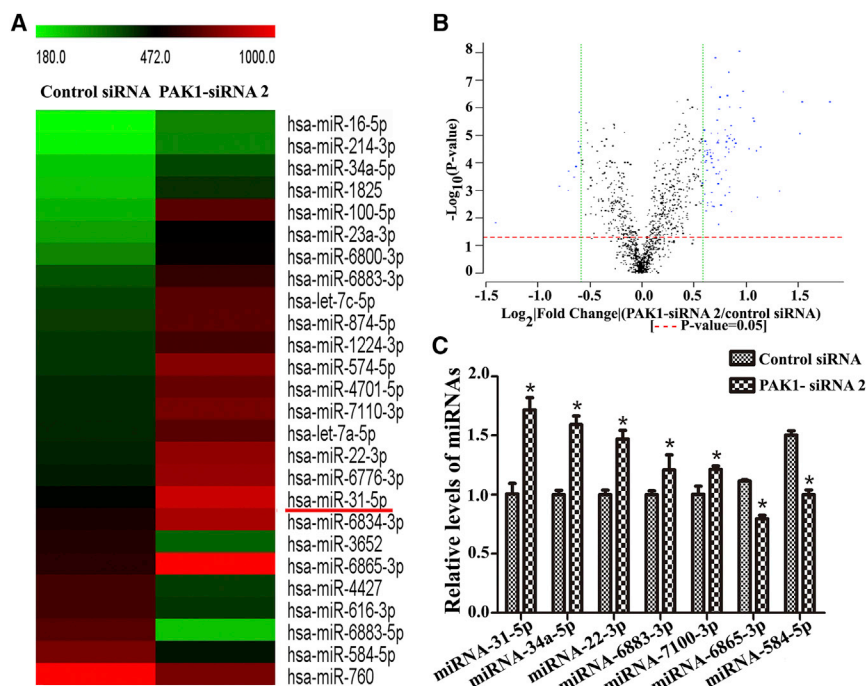 A
180.0 472.0 1000.0
Control siRNA PAK1-siRNA 2
hsa-miR-16-5p
hsa-miR-214-3p
hsa-miR-34a-5p
hsa-miR-1825
hsa-miR-100-5p
hsa-miR-23a-3p
hsa-miR-6800-3p
hsa-miR-6883-3p
hsa-let-7c-5p
hsa-miR-874-5p
hsa-miR-1224-3p
hsa-miR-574-5p
hsa-miR-4701-5p
hsa-miR-7110-3p
hsa-let-7a-5p
hsa-miR-22-3p
hsa-miR-6776-3p
hsa-miR-31-5p
hsa-miR-6834-3p
hsa-miR-3652
hsa-miR-6865-3p
hsa-miR-4427
hsa-miR-616-3p
hsa-miR-6883-5p
hsa-miR-584-5p
hsa-miR-760
B
-Log10(P-value)
8
7
6
5
4
3
2
1
0
-1.5 -1.0 -0.5 0.0 0.5 1.0 1.5
Log2|Fold Change|(PAK1-siRNA 2/control siRNA)
[--- P-value=0.05]
C
Control siRNA
PAK1- siRNA 2
Relative levels of miRNAs
2.0
1.5
1.0
0.5
0.0
* * * * * * *
miRNA-31-5p
miRNA-34a-5p
miRNA-22-3p
miRNA-6883-3p
miRNA-7100-3p
miRNA-6865-3p
miRNA-584-5p